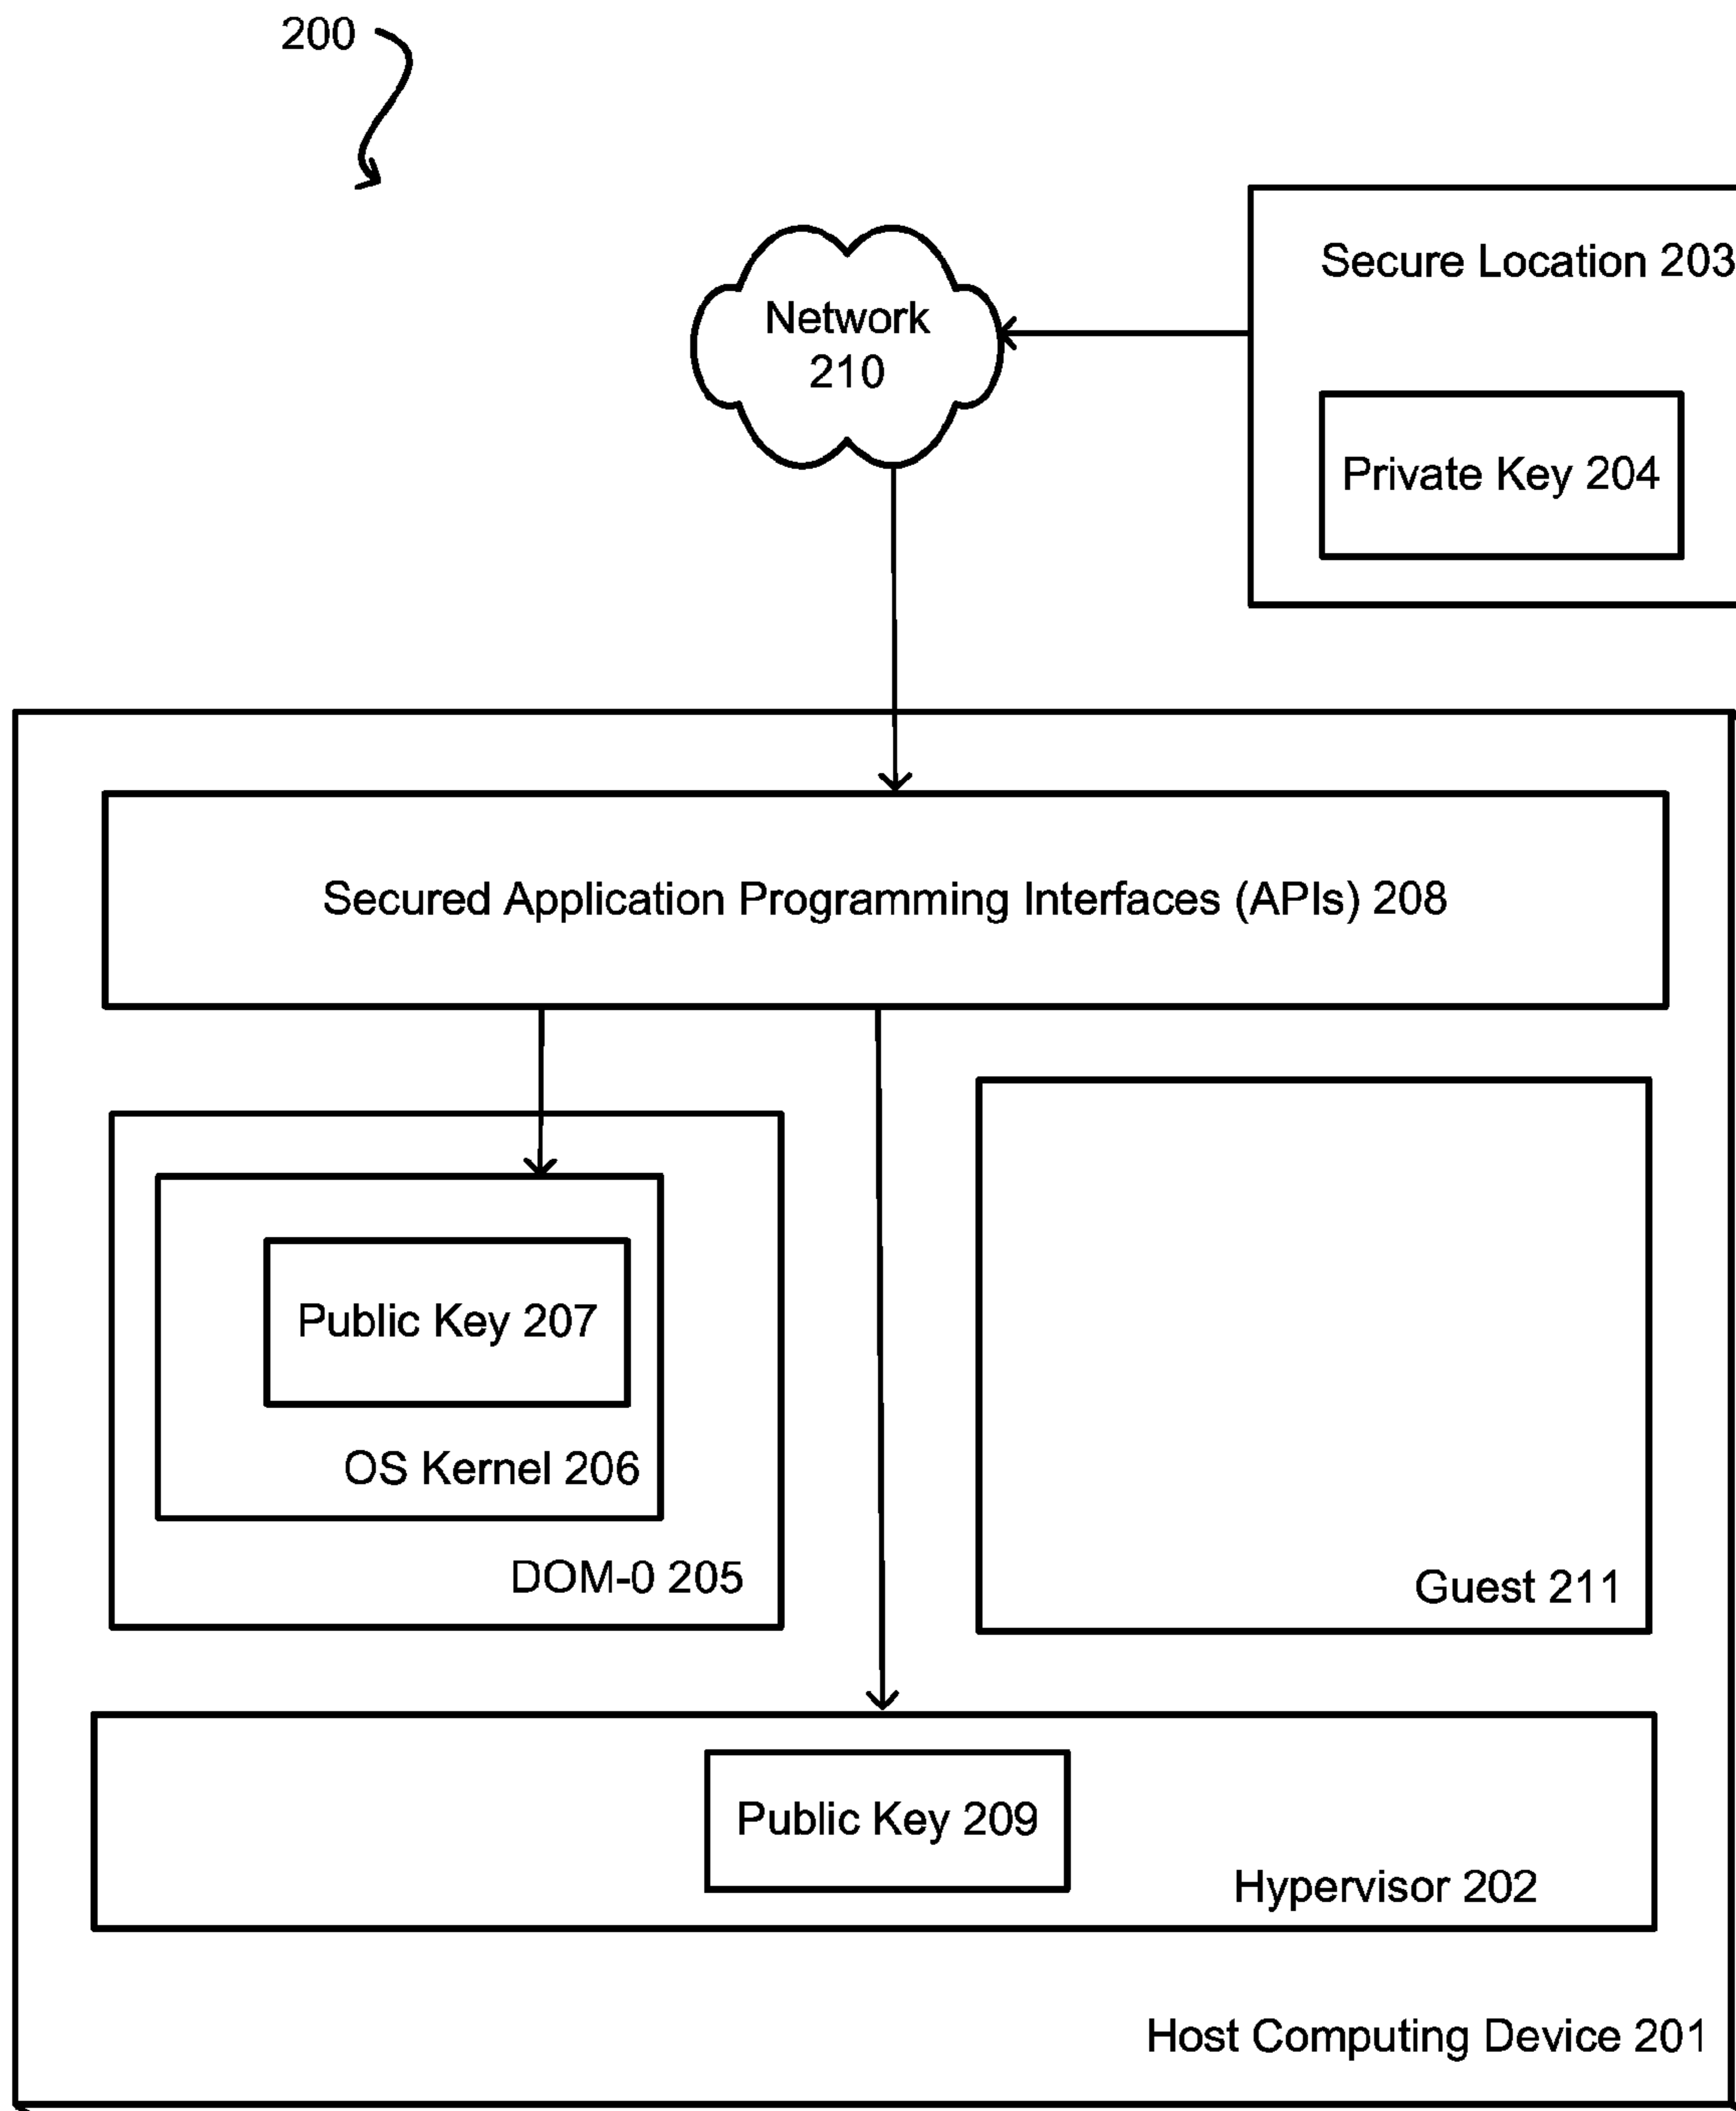 200
Secure Location 203
Network
210
Private Key 204
Secured Application Programming Interfaces (APIs) 208
Public Key 207
OS Kernel 206
DOM-0 205
Guest 211
Public Key 209
Hypervisor 202
Host Computing Device 201